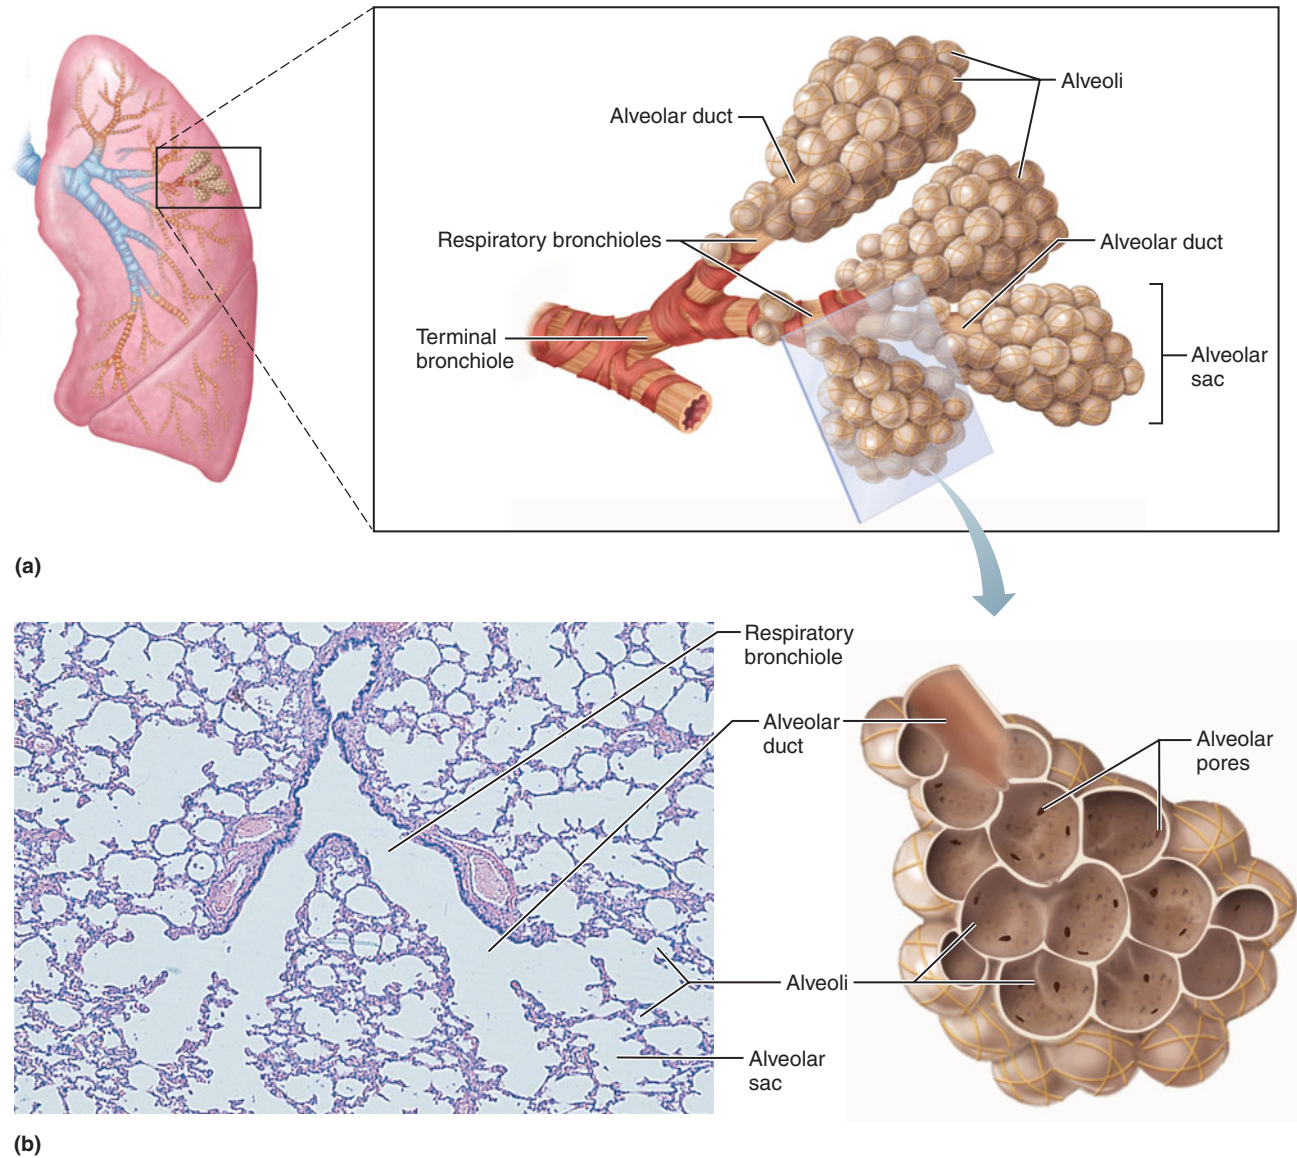 Alveoli
Alveolar duct
Respiratory bronchioles
Alveolar duct
Terminal
bronchiole
Alveolar
sac
(a)
Respiratory
bronchiole
Alveolar
duct
Alveolar
pores
Alveoli
Alveolar
sac
(b)